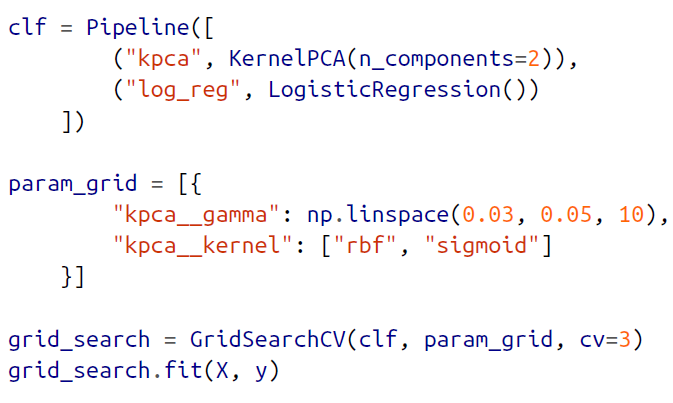 clf = Pipeline([
        ("kpca", KernelPCA(n_components=2)),
        ("log_reg", LogisticRegression())
    ])
param_grid = [{
        "kpca__gamma": np.linspace(0.03, 0.05, 10),
        "kpca__kernel": ["rbf", "sigmoid"]
    }]
grid_search = GridSearchCV(clf, param_grid, cv=3)
grid_search.fit(X, y)